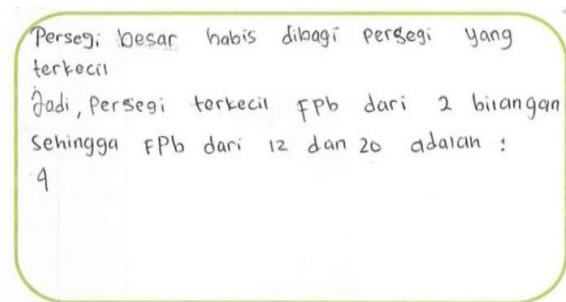 Persegi besar habis dibagi persegi yang
terkecil
Jadi, Persegi terkecil FPb dari 2 bilangan
Sehingga FPb dari 12 dan 20 adalah :
4